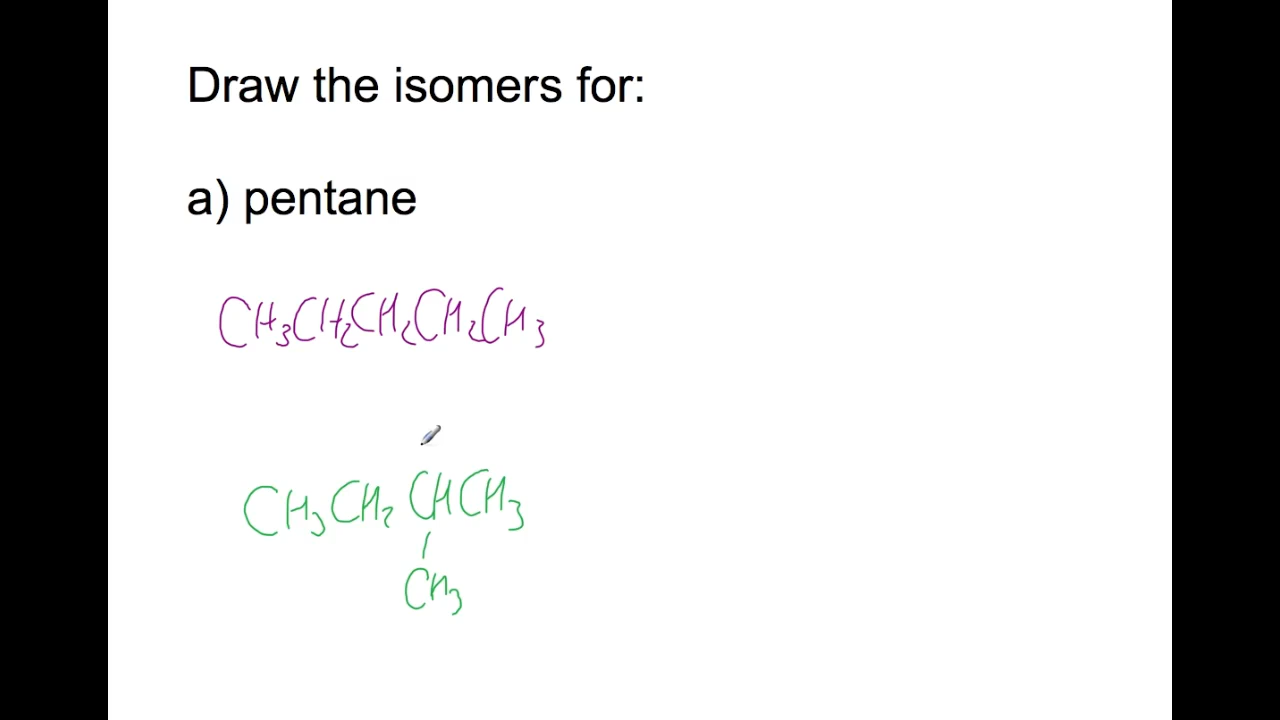 Draw the isomers for:
a) pentane
CH₃CH₂CH₂CH₂CH₃
CH₃CH₂CHCH₃
CH₃